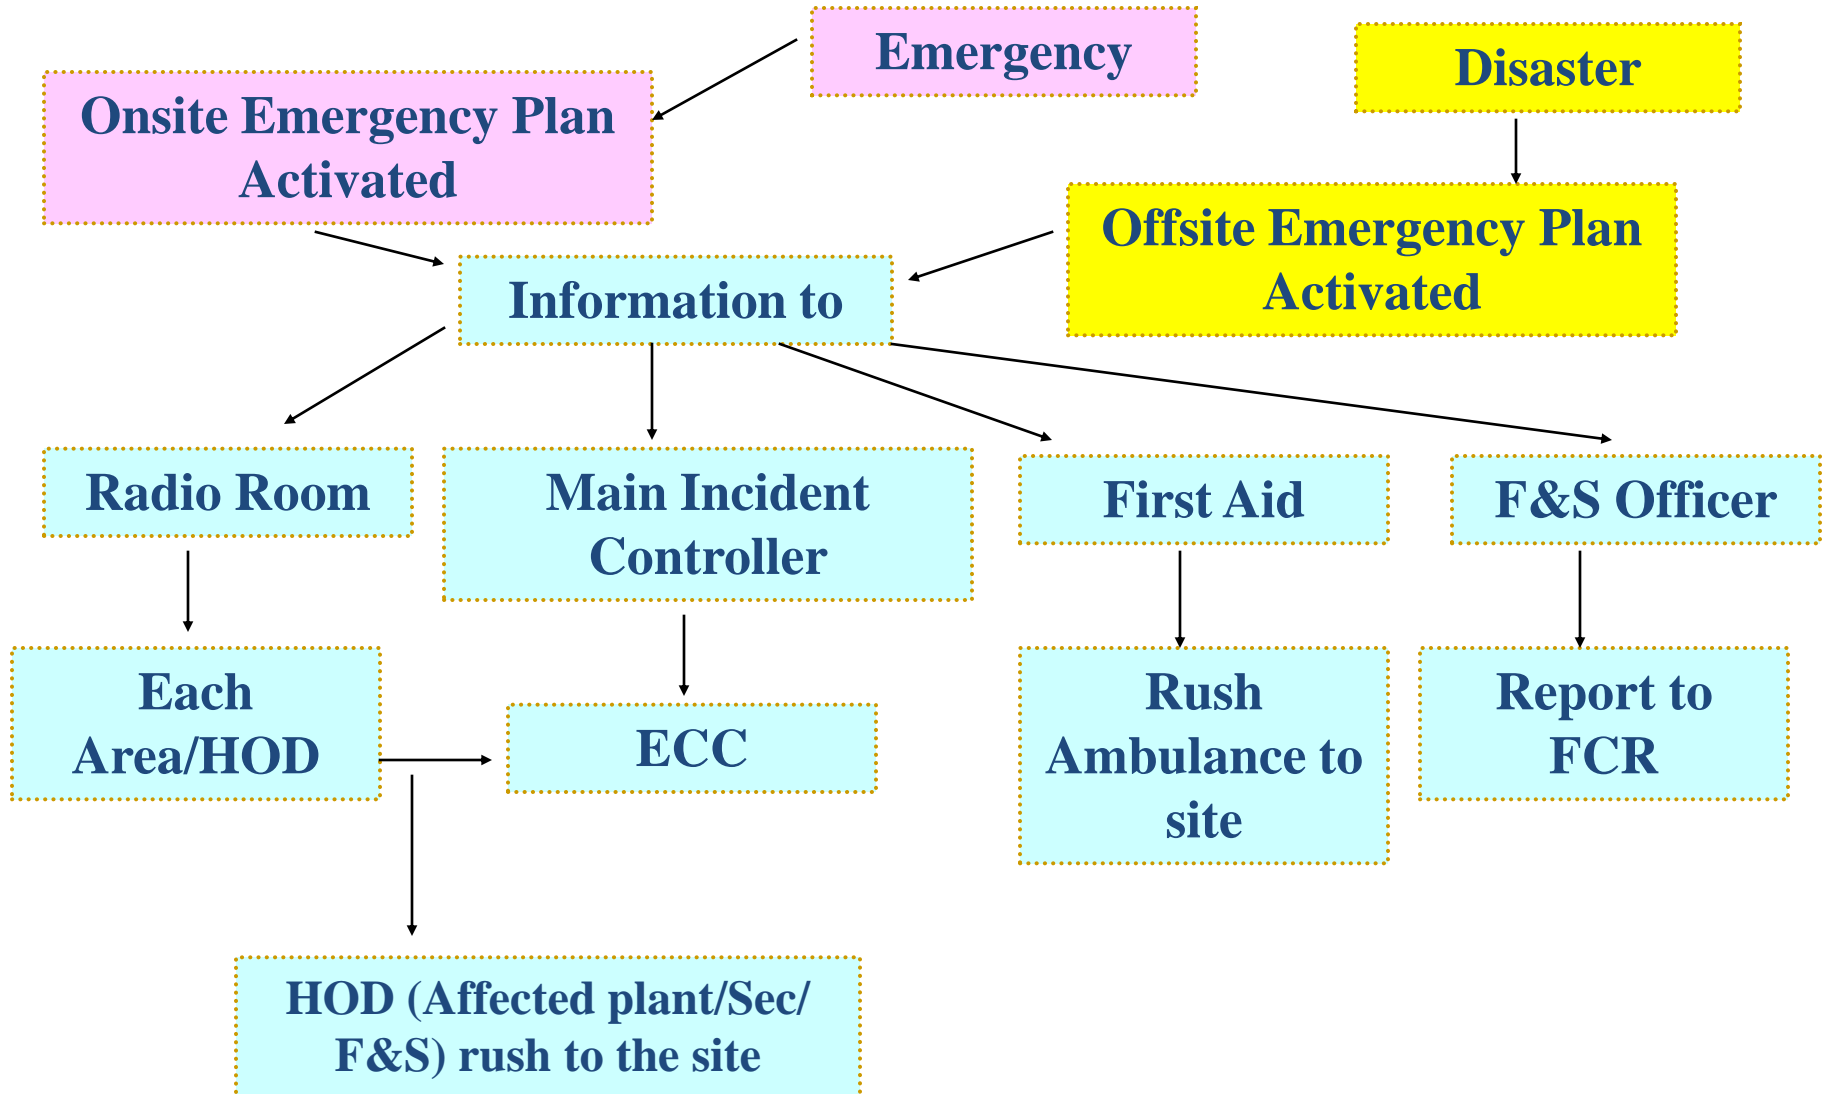 Emergency
Disaster
Onsite Emergency Plan
Activated
Offsite Emergency Plan
Activated
Information to
Radio Room
Main Incident
Controller
First Aid
F&S Officer
Each
Area/HOD
ECC
Rush
Ambulance to
site
Report to
FCR
HOD (Affected plant/Sec/
F&S) rush to the site